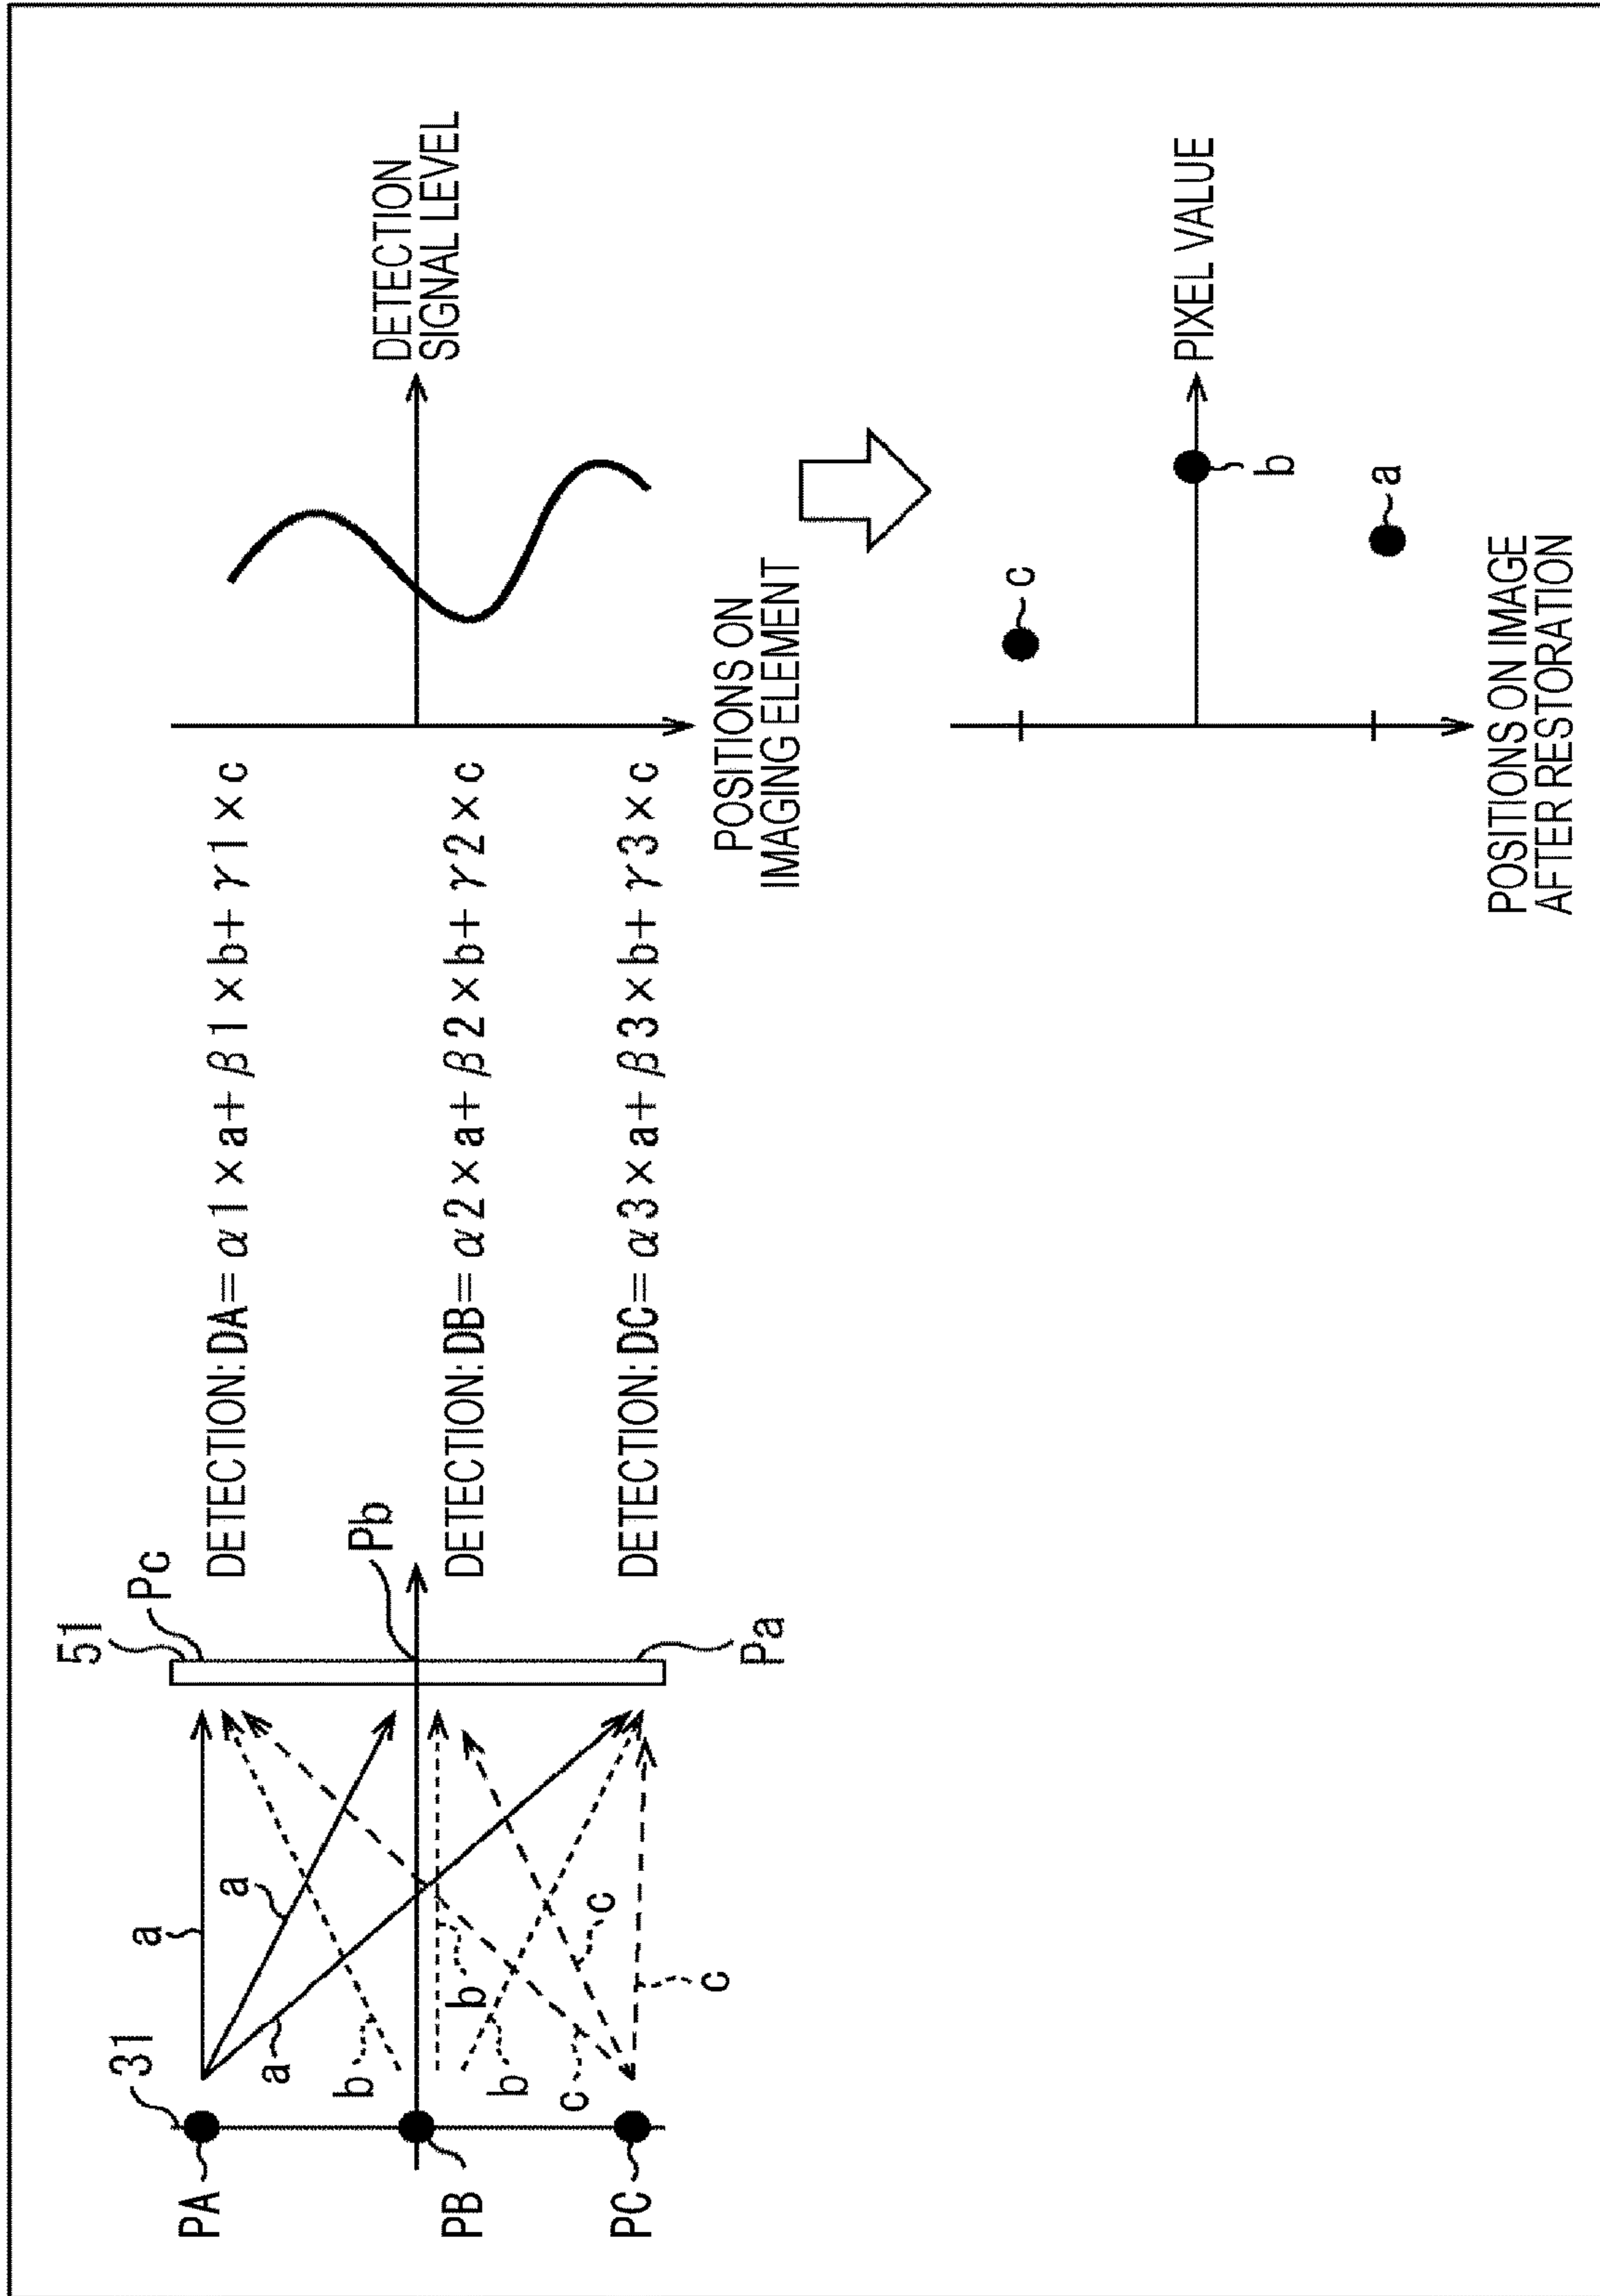 31
51
Pc
PA
a
a
DETECTION:DA=α1×a+β1×b+γ1×c
a
b
Pb
PB
b
DETECTION:DB=α2×a+β2×b+γ2×c
b
c
c
PC
DETECTION:DC=α3×a+β3×b+γ3×c
c
Pa
DETECTION
SIGNAL LEVEL
POSITIONS ON
IMAGING ELEMENT
c
PIXEL VALUE
b
a
POSITIONS ON IMAGE
AFTER RESTORATION